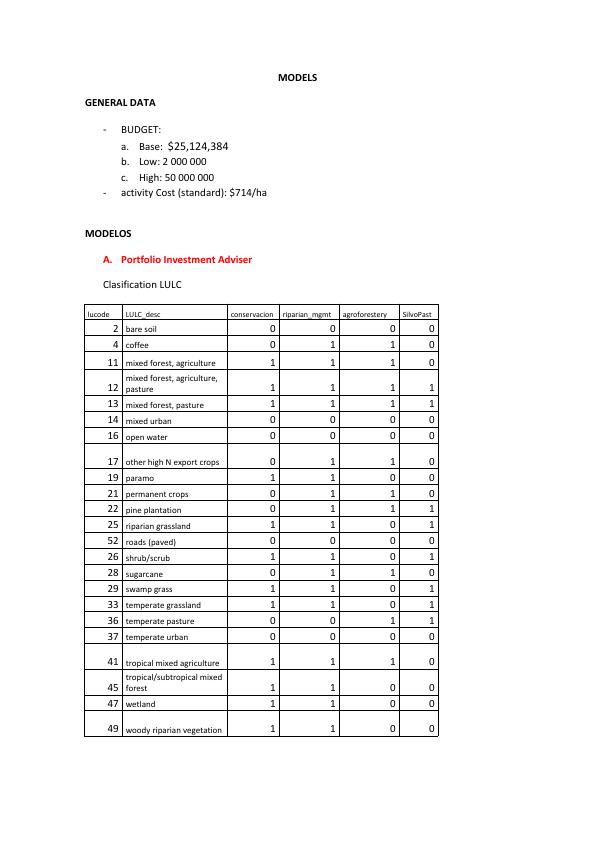 MODELS
GENERAL DATA
- BUDGET:
a. Base: $25,124,384
b. Low: 2 000 000
c. High: 50 000 000
- activity Cost (standard): $714/ha
MODELOS
A. Portfolio Investment Adviser
Clasification LULC
lucode LULC_desc conservacion riparian_mgmt agroforestery SilvoPast
2 bare soil 0 0 0 0
4 coffee 0 1 1 0
11 mixed forest, agriculture 1 1 1 0
mixed forest, agriculture,
12 pasture 1 1 1 1
13 mixed forest, pasture 1 1 1 1
14 mixed urban 0 0 0 0
16 open water 0 0 0 0
17 other high N export crops 0 1 1 0
19 paramo 1 1 0 0
21 permanent crops 0 1 1 0
22 pine plantation 0 1 1 1
25 riparian grassland 1 1 0 1
52 roads (paved) 0 0 0 0
26 shrub/scrub 1 1 0 1
28 sugarcane 0 1 1 0
29 swamp grass 1 1 0 1
33 temperate grassland 1 1 0 1
36 temperate pasture 0 0 1 1
37 temperate urban 0 0 0 0
41 tropical mixed agriculture 1 1 1 0
tropical/subtropical mixed
45 forest 1 1 0 0
47 wetland 1 1 0 0
49 woody riparian vegetation 1 1 0 0